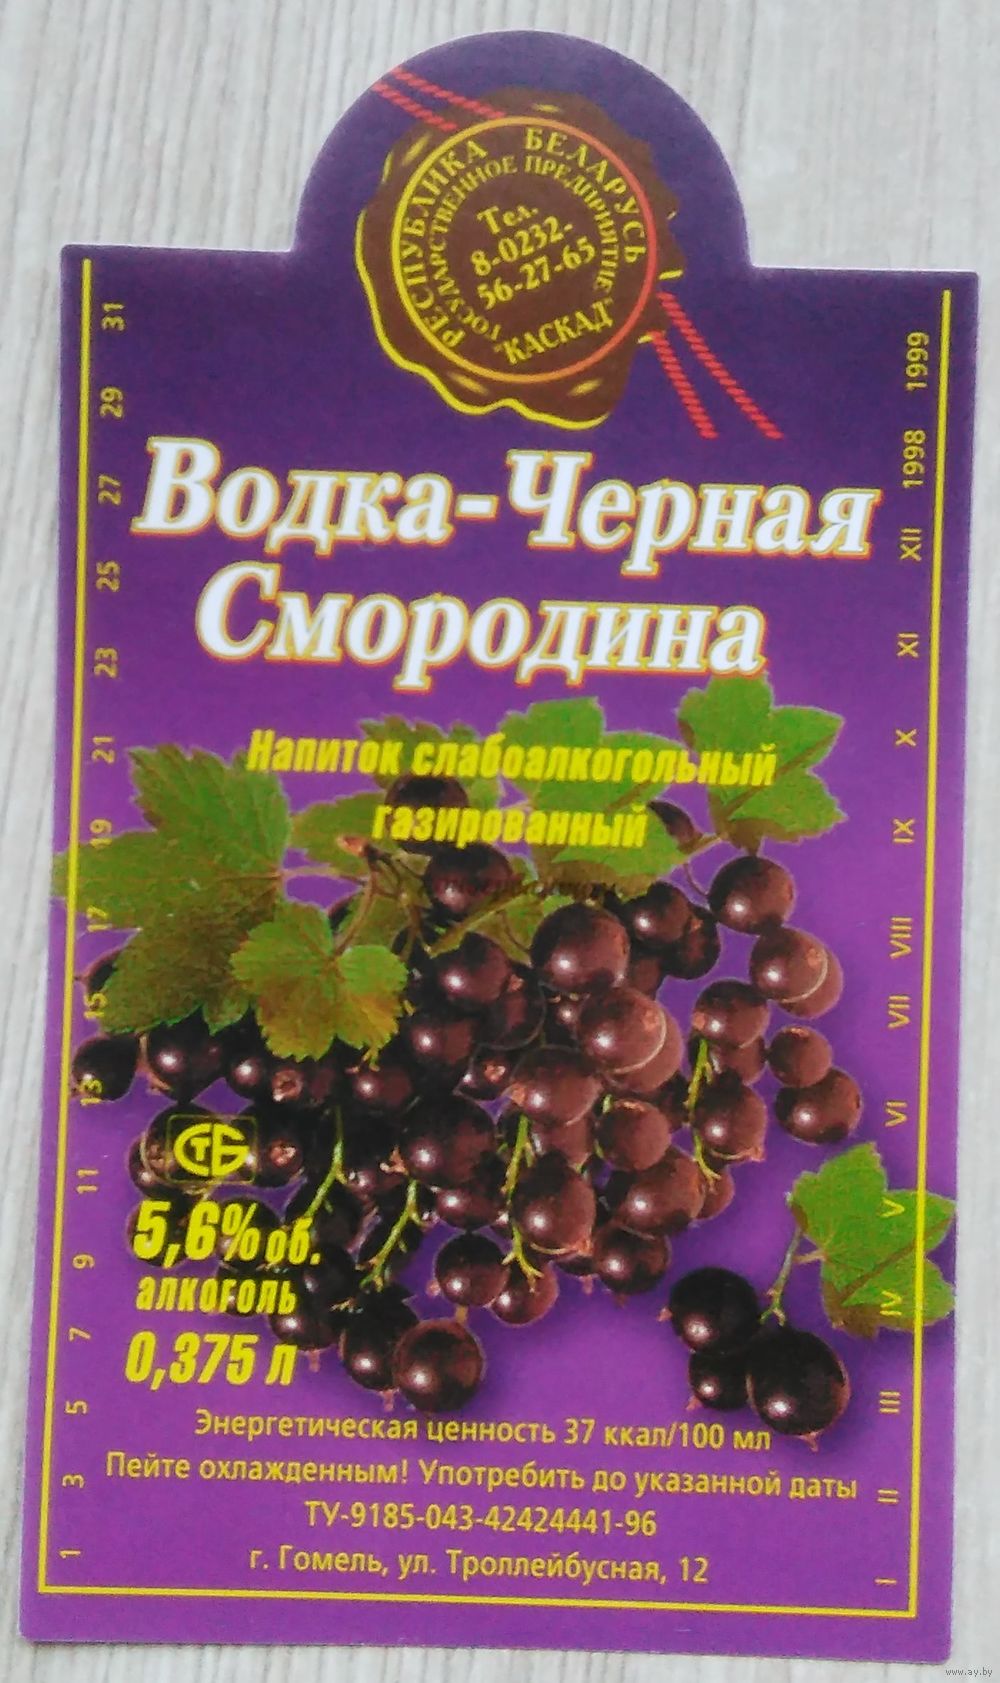 РЕСПУБЛИКА БЕЛАРУСЬ
ГОСУДАРСТВЕННОЕ ПРЕДПРИЯТИЕ
Тел.
8-0232-
56-27-65
"КАСКАД"
Водка-Черная
Смородина
Напиток слабоалкогольный
газированный
СТБ
5,6% об.
алкоголь
0,375 л
Энергетическая ценность 37 ккал/100 мл
Пейте охлажденным! Употребить до указанной даты
ТУ-9185-043-42424441-96
г. Гомель, ул. Троллейбусная, 12
1 3 5 7 9 11 13 15 17 19 21 23 25 27 29 31
I II III IV V VI VII VIII IX X XI XII 1998 1999
www.ay.by